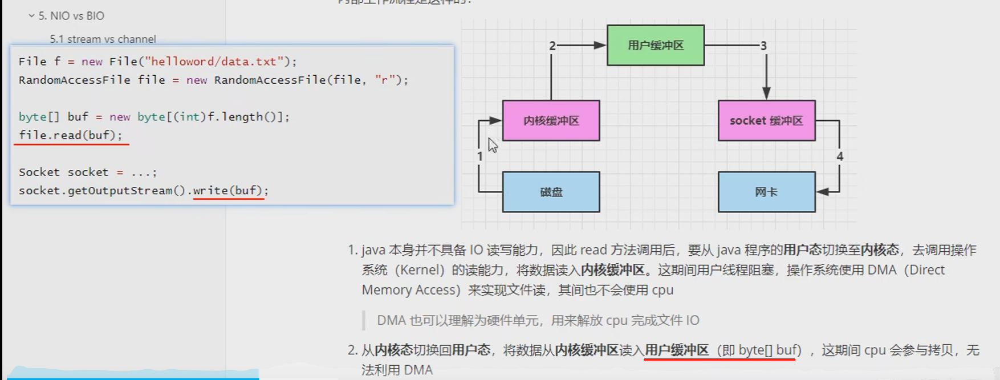 内部工作流程是这样的：
5. NIO vs BIO
5.1 stream vs channel
File f = new File("helloword/data.txt");
RandomAccessFile file = new RandomAccessFile(file, "r");
byte[] buf = new byte[(int)f.length()];
file.read(buf);
Socket socket = ...;
socket.getOutputStream().write(buf);
2
用户缓冲区
3
内核缓冲区
socket 缓冲区
1
4
磁盘
网卡
1. java 本身并不具备 IO 读写能力，因此 read 方法调用后，要从 java 程序的用户态切换至内核态，去调用操作
系统（Kernel）的读能力，将数据读入内核缓冲区。这期间用户线程阻塞，操作系统使用 DMA（Direct
Memory Access）来实现文件读，其间也不会使用 cpu
DMA 也可以理解为硬件单元，用来解放 cpu 完成文件 IO
2. 从内核态切换回用户态，将数据从内核缓冲区读入用户缓冲区（即 byte[] buf），这期间 cpu 会参与拷贝，无
法利用 DMA